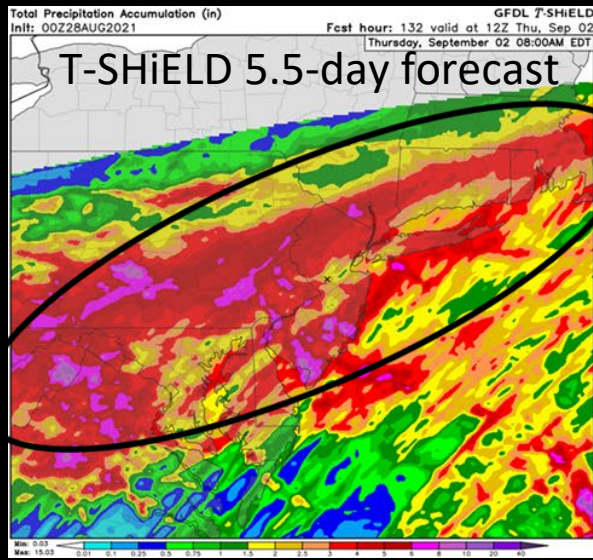 Total Precipitation Accumulation (in) GFDL T-SHiELD
Init: 00Z28AUG2021 Fcst hour: 132 valid at 12Z Thu, Sep 02
Thursday, September 02 08:00AM EDT
T-SHiELD 5.5-day forecast
Min: 0.03
Max: 15.03
0.01 0.1 0.25 0.5 0.75 1 1.5 2 2.5 3 4 5 6 8 10 12 20 40